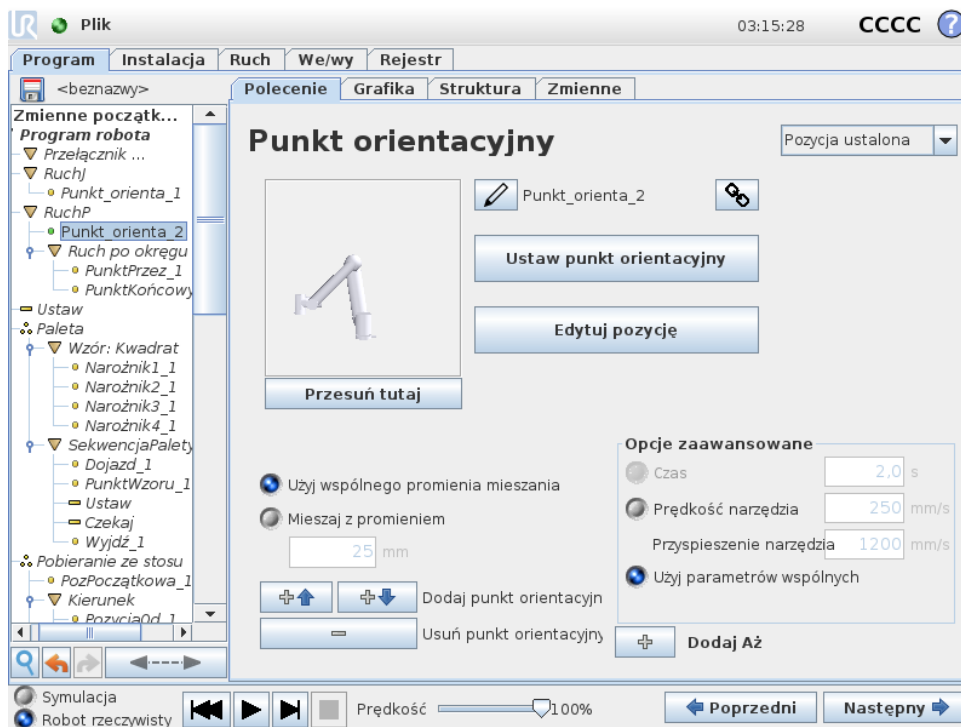 UR Plik 03:15:28 CCCC ?
Program Instalacja Ruch We/wy Rejestr
<beznazwy>
Polecenie Grafika Struktura Zmienne
Zmienne początk...
Program robota
Przełącznik ...
RuchJ
Punkt_orienta_1
RuchP
Punkt_orienta_2
Ruch po okręgu
PunktPrzez_1
PunktKońcowy
Ustaw
Paleta
Wzór: Kwadrat
Narożnik1_1
Narożnik2_1
Narożnik3_1
Narożnik4_1
SekwencjaPalety
Dojazd_1
PunktWzoru_1
Ustaw
Czekaj
Wyjdź_1
Pobieranie ze stosu
PozPoczątkowa_1
Kierunek
PozycjaOd_1
Punkt orientacyjny
Pozycja ustalona
Punkt_orienta_2
Ustaw punkt orientacyjny
Edytuj pozycję
Przesuń tutaj
Użyj wspólnego promienia mieszania
Mieszaj z promieniem
25 mm
Dodaj punkt orientacyjn
Usuń punkt orientacyjny
Opcje zaawansowane
Czas 2,0 s
Prędkość narzędzia 250 mm/s
Przyspieszenie narzędzia 1200 mm/s
Użyj parametrów wspólnych
Dodaj Aż
Symulacja
Robot rzeczywisty
Prędkość 100%
Poprzedni Następny